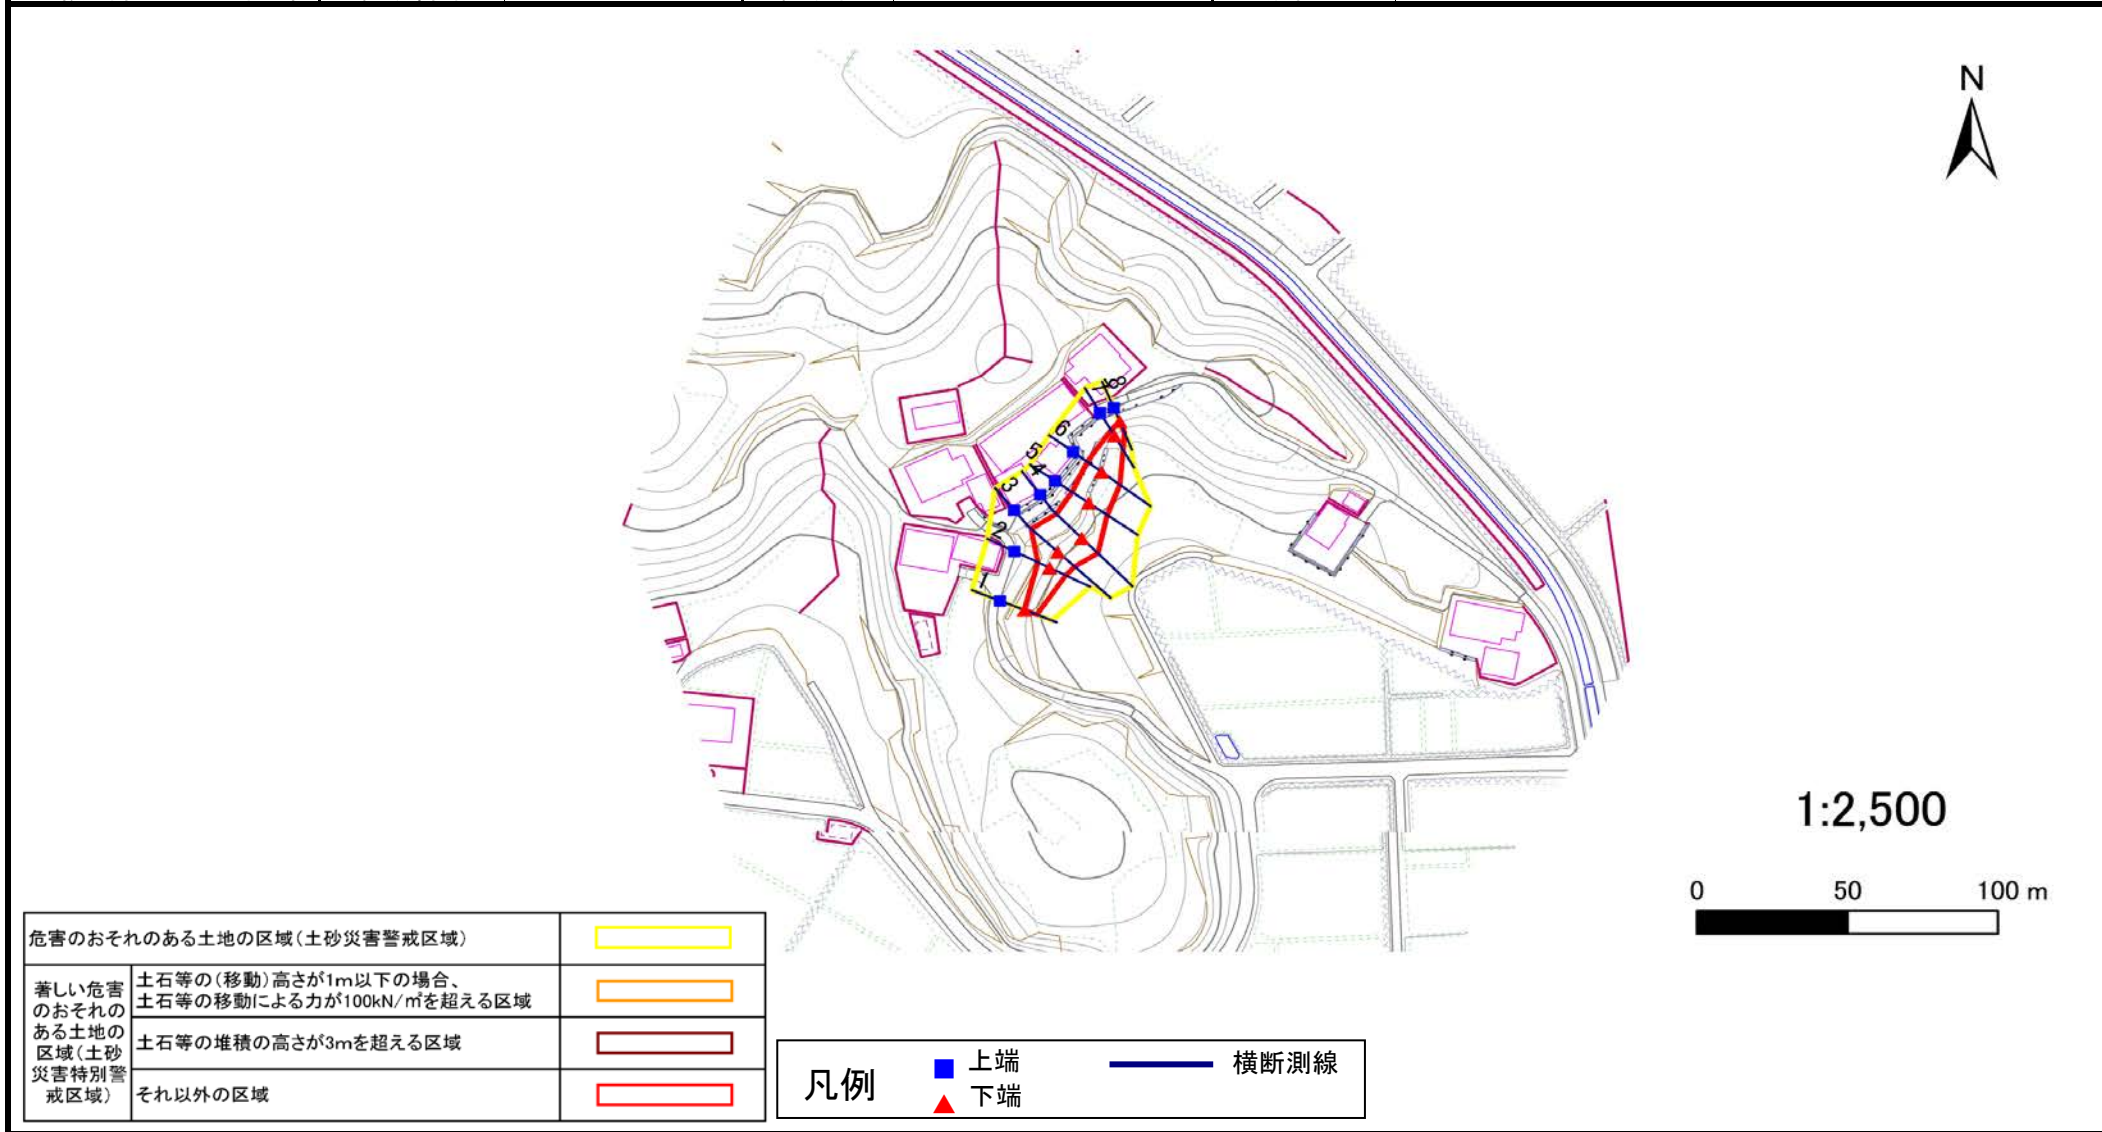 N
7
8
6
5
4
3
2
1
1:2,500
0 50 100 m
危害のおそれのある土地の区域(土砂災害警戒区域)
著しい危害
のおそれの
ある土地の
区域(土砂
災害特別警
戒区域)
土石等の(移動)高さが1m以下の場合、
土石等の移動による力が100kN/㎡を超える区域
土石等の堆積の高さが3mを超える区域
それ以外の区域
凡例
上端
下端
横断測線